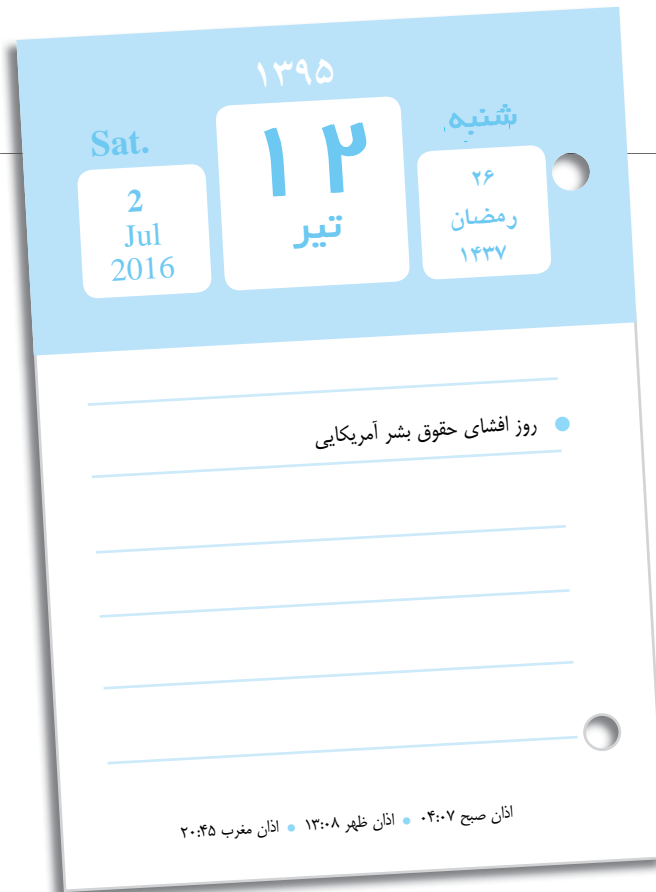 ۱۳۹۵
شنبه
۲۶
رمضان
۱۴۳۷
۱۲
تیر
Sat.
2
Jul
2016
روز افشای حقوق بشر آمریکایی
اذان صبح ۰۴:۰۷ • اذان ظهر ۱۳:۰۸ • اذان مغرب ۲۰:۴۵